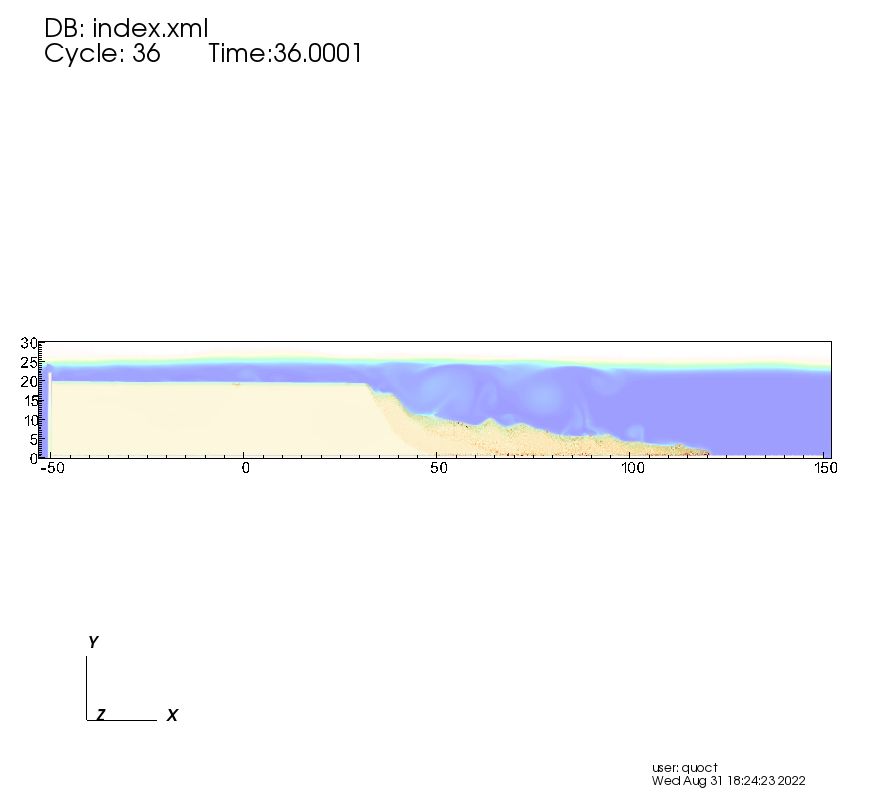 DB: index.xml
Cycle: 36 Time:36.0001
30
25
20
15
10
5
0
-50 0 50 100 150
Y
Z X
user: quoct
Wed Aug 31 18:24:23 2022